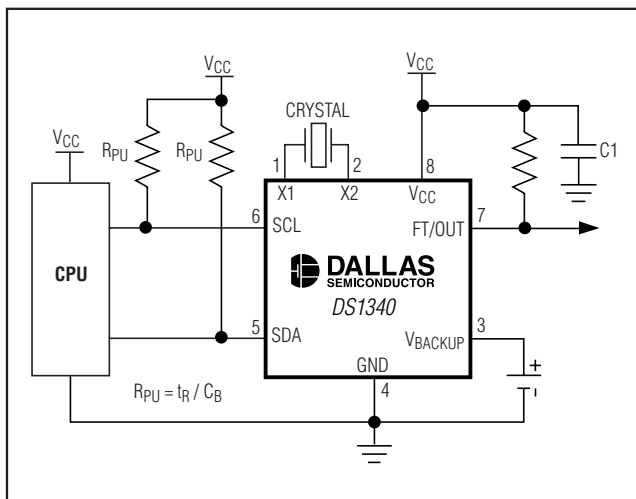 VCC
VCC
CRYSTAL
VCC
RPU
RPU
C1
1
2
8
X1
X2
VCC
7
6
SCL
FT/OUT
CPU
DALLAS
SEMICONDUCTOR
DS1340
3
5
SDA
VBACKUP
+
GND
-
RPU = tR / CB
4